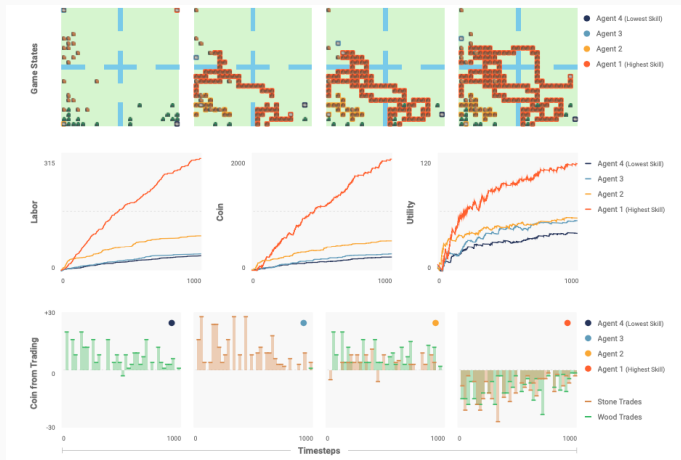 Game States
Agent 4 (Lowest Skill)
Agent 3
Agent 2
Agent 1 (Highest Skill)
Labor
315
0
0
1000
Coin
2000
0
0
1000
Utility
120
0
0
1000
Agent 4 (Lowest Skill)
Agent 3
Agent 2
Agent 1 (Highest Skill)
Coin from Trading
+30
0
-30
0
1000
0
1000
0
1000
0
1000
Agent 4 (Lowest Skill)
Agent 3
Agent 2
Agent 1 (Highest Skill)
Stone Trades
Wood Trades
Timesteps